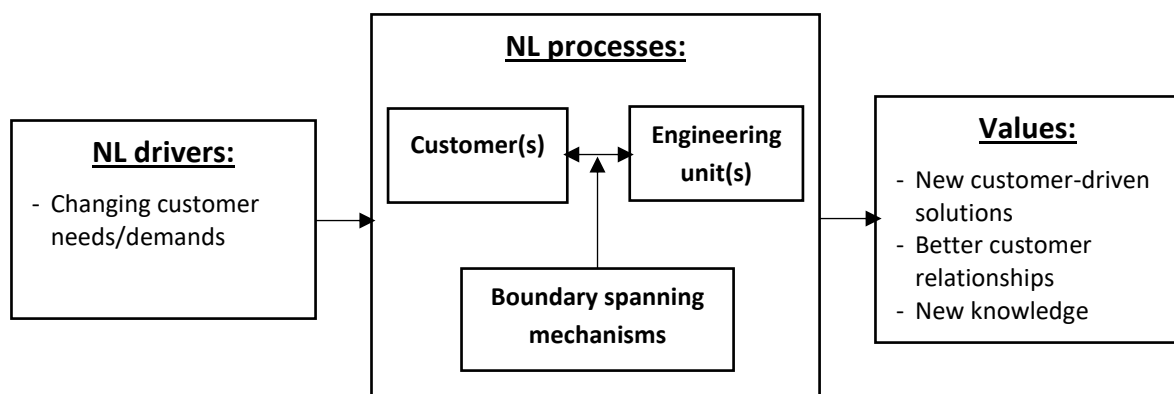 NL drivers:
- Changing customer
needs/demands
NL processes:
Customer(s)
Engineering
unit(s)
Boundary spanning
mechanisms
Values:
- New customer-driven
solutions
- Better customer
relationships
- New knowledge